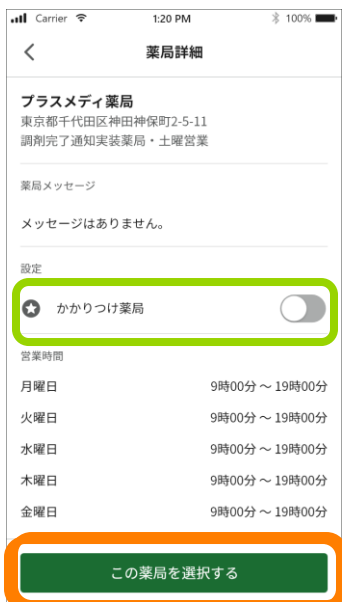 Carrier 1:20 PM 100%
薬局詳細
プラスメディ薬局
東京都千代田区神田神保町2-5-11
調剤完了通知実装薬局・土曜営業
薬局メッセージ
メッセージはありません。
設定
かかりつけ薬局
営業時間
月曜日 9時00分 〜 19時00分
火曜日 9時00分 〜 19時00分
水曜日 9時00分 〜 19時00分
木曜日 9時00分 〜 19時00分
金曜日 9時00分 〜 19時00分
この薬局を選択する